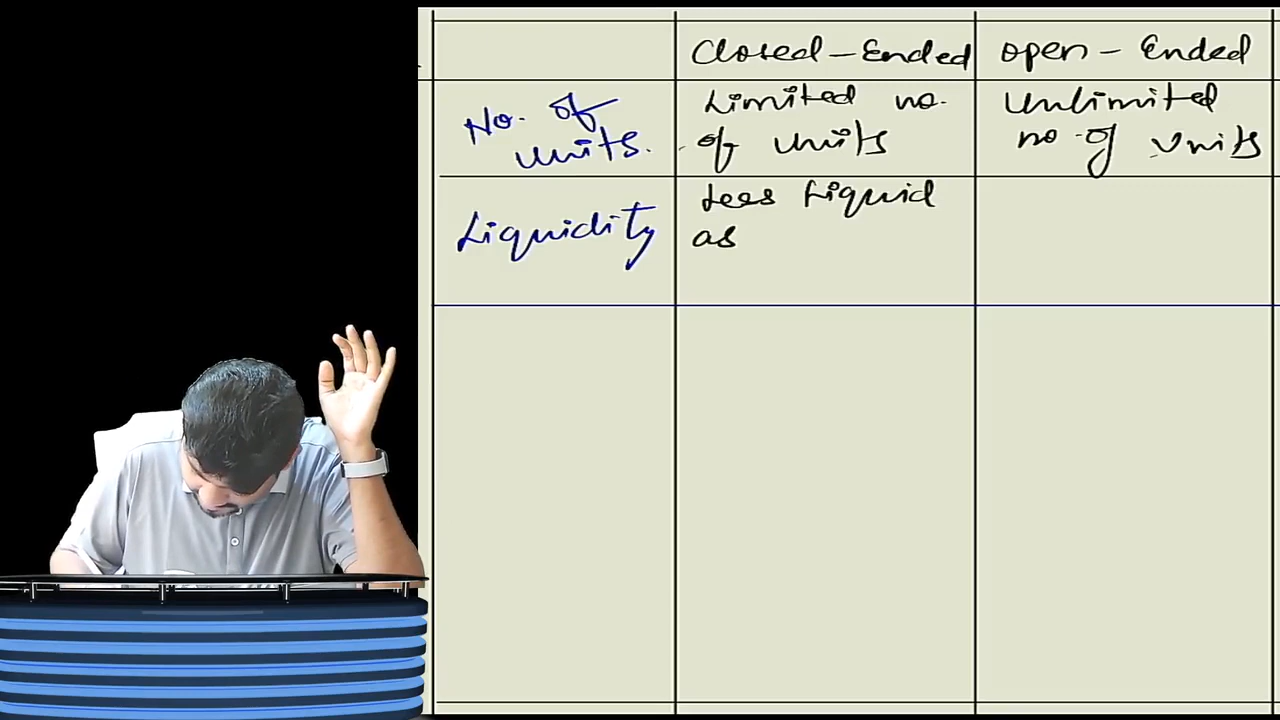 Closed-Ended open-Ended
No. of Limited no. Unlimited
units. of units no. of Units
Liquidity Less Liquid
as